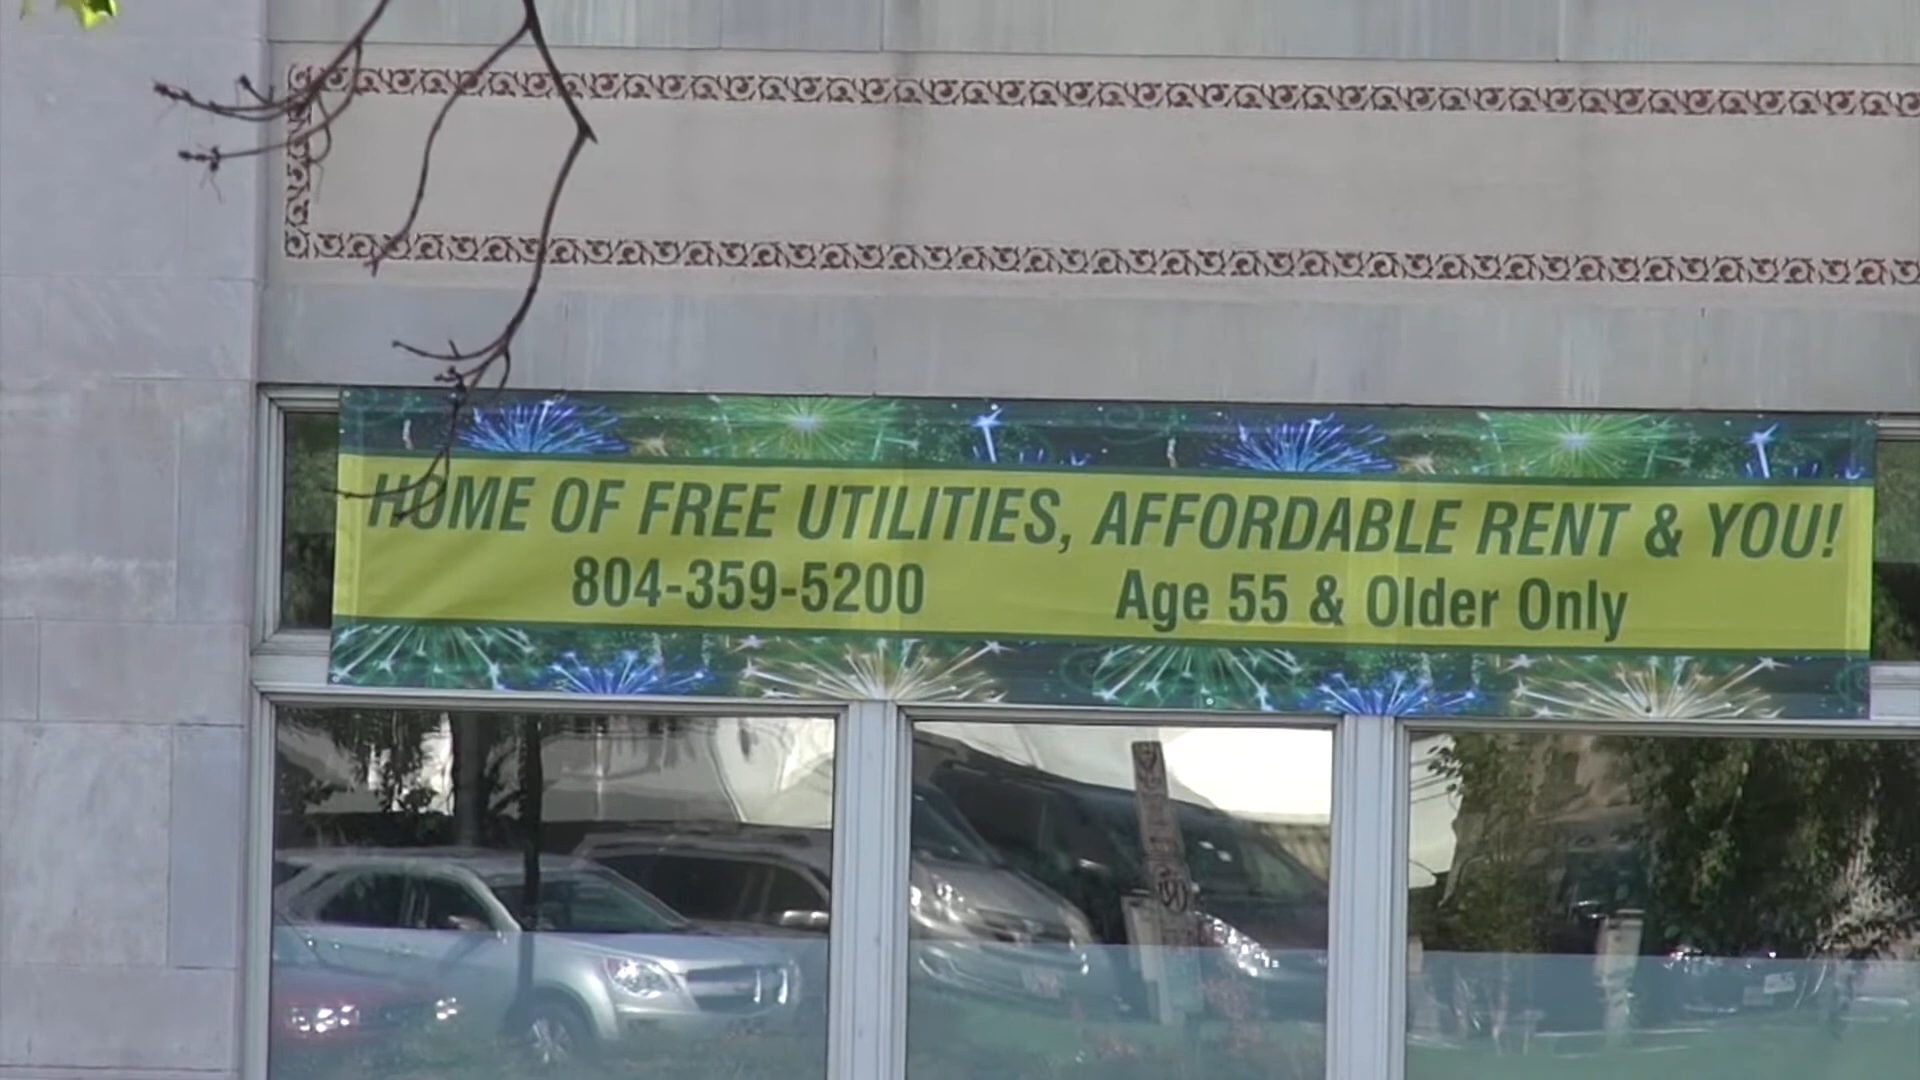 HOME OF FREE UTILITIES, AFFORDABLE RENT & YOU!
804-359-5200 Age 55 & Older Only